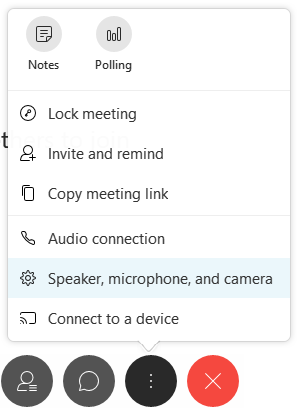 Notes Polling
Lock meeting
Invite and remind
Copy meeting link
Audio connection
Speaker, microphone, and camera
Connect to a device